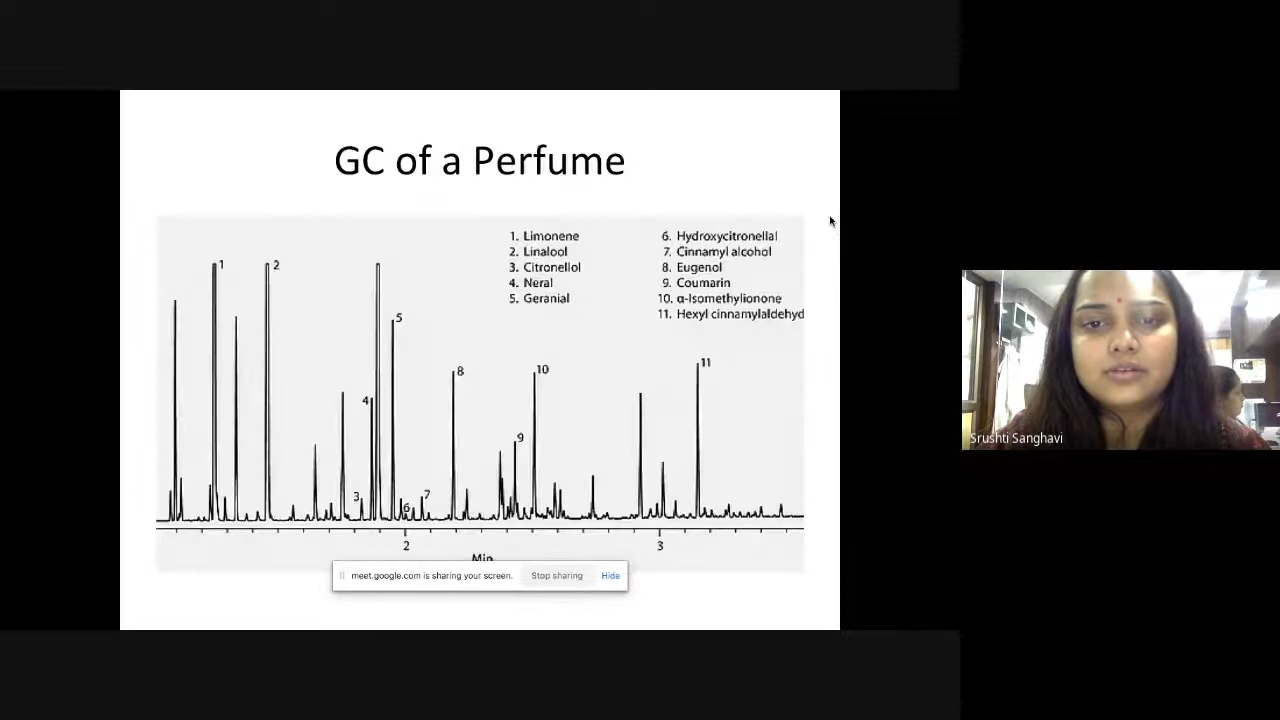 GC of a Perfume
1. Limonene
2. Linalool
3. Citronellol
4. Neral
5. Geranial
6. Hydroxycitronellal
7. Cinnamyl alcohol
8. Eugenol
9. Coumarin
10. α-Isomethylionone
11. Hexyl cinnamylaldehyd
1
2
5
4
8
10
11
9
3
6
7
2
3
Min
meet.google.com is sharing your screen. Stop sharing Hide
Srushti Sanghavi